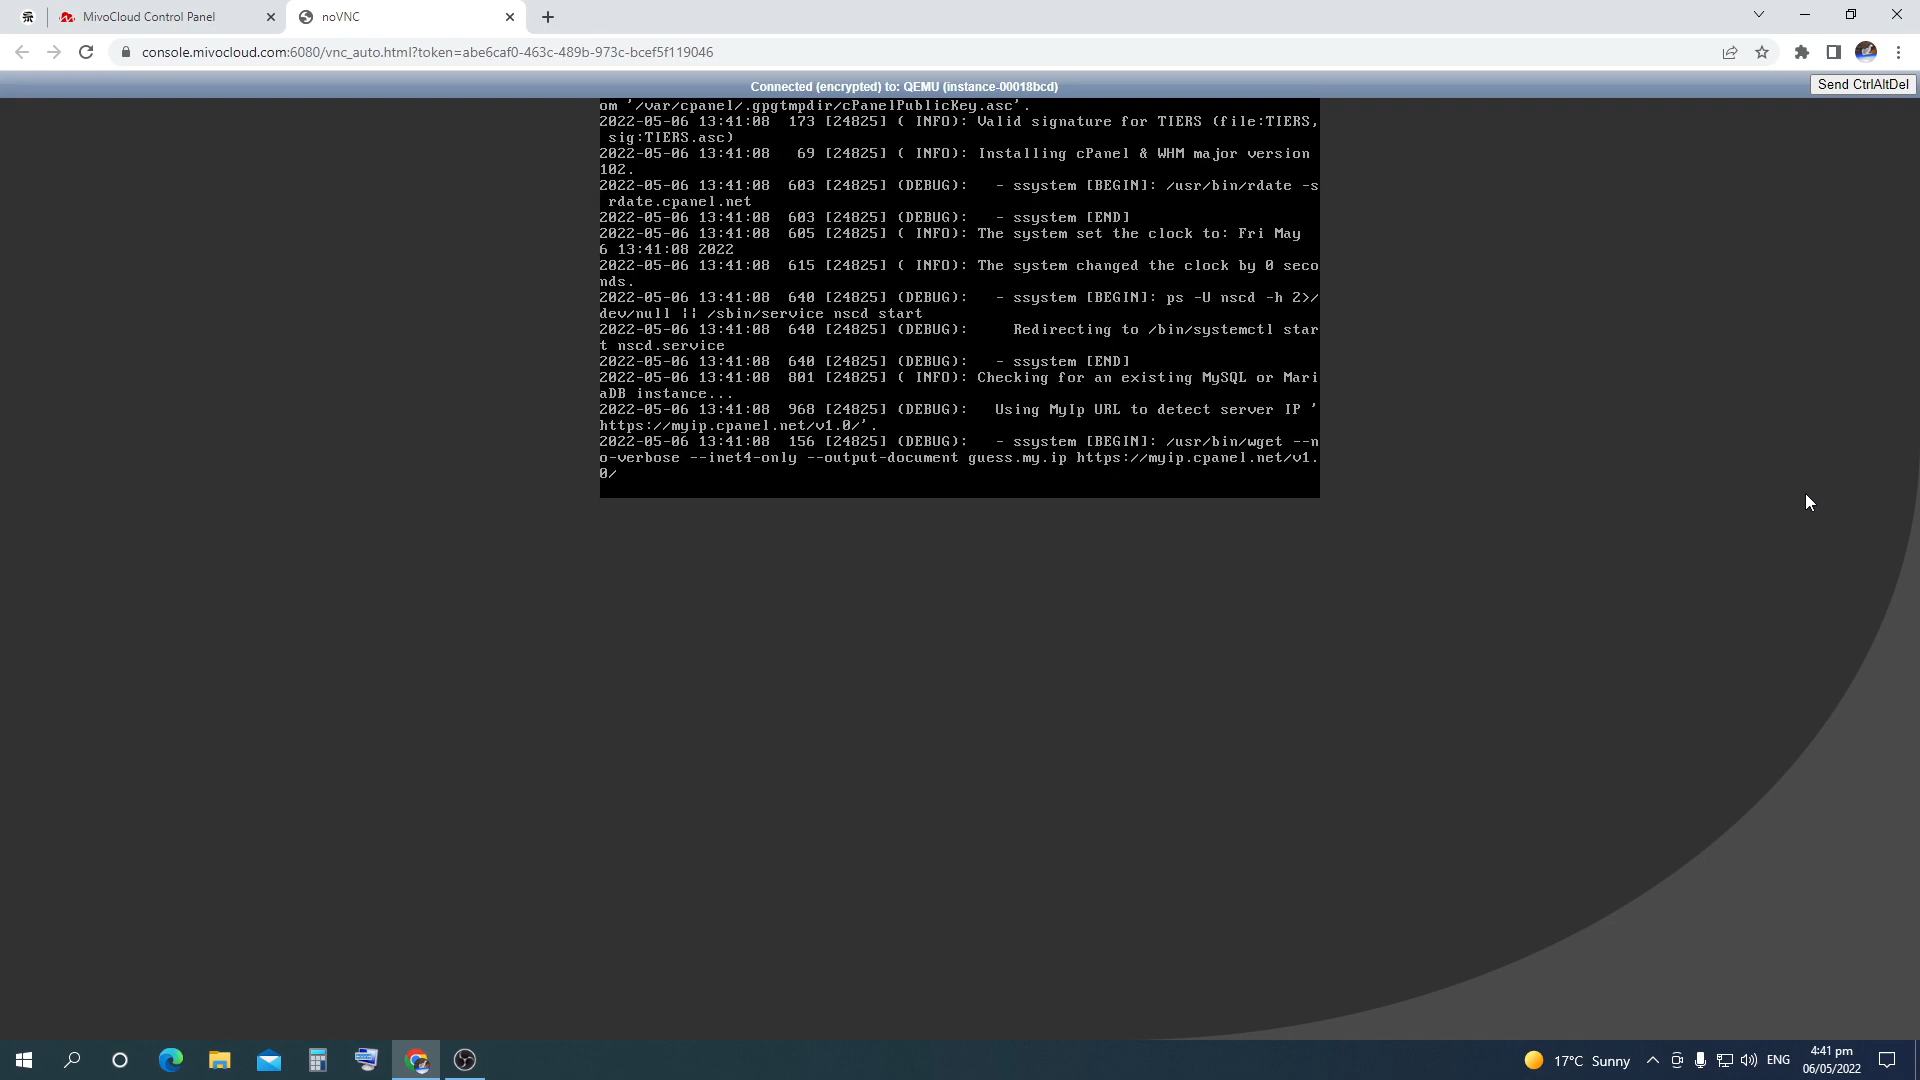 MivoCloud Control Panel
noVNC
console.mivocloud.com:6080/vnc_auto.html?token=abe6caf0-463c-489b-973c-bcef5f119046
Connected (encrypted) to: QEMU (instance-00018bcd)
Send CtrlAltDel
om '/var/cpanel/.gpgtmpdir/cPanelPublicKey.asc'.
2022-05-06 13:41:08  173 [24825] ( INFO): Valid signature for TIERS (file:TIERS,
 sig:TIERS.asc)
2022-05-06 13:41:08   69 [24825] ( INFO): Installing cPanel & WHM major version
102.
2022-05-06 13:41:08  603 [24825] (DEBUG):   - ssystem [BEGIN]: /usr/bin/rdate -s
 rdate.cpanel.net
2022-05-06 13:41:08  603 [24825] (DEBUG):   - ssystem [END]
2022-05-06 13:41:08  605 [24825] ( INFO): The system set the clock to: Fri May
6 13:41:08 2022
2022-05-06 13:41:08  615 [24825] ( INFO): The system changed the clock by 0 seco
nds.
2022-05-06 13:41:08  640 [24825] (DEBUG):   - ssystem [BEGIN]: ps -U nscd -h 2>/
dev/null || /sbin/service nscd start
2022-05-06 13:41:08  640 [24825] (DEBUG):     Redirecting to /bin/systemctl star
t nscd.service
2022-05-06 13:41:08  640 [24825] (DEBUG):   - ssystem [END]
2022-05-06 13:41:08  801 [24825] ( INFO): Checking for an existing MySQL or Mari
aDB instance...
2022-05-06 13:41:08  968 [24825] (DEBUG):   Using MyIp URL to detect server IP '
https://myip.cpanel.net/v1.0/'.
2022-05-06 13:41:08  156 [24825] (DEBUG):   - ssystem [BEGIN]: /usr/bin/wget --n
o-verbose --inet4-only --output-document guess.my.ip https://myip.cpanel.net/v1.
0/
17°C Sunny
ENG
4:41 pm
06/05/2022